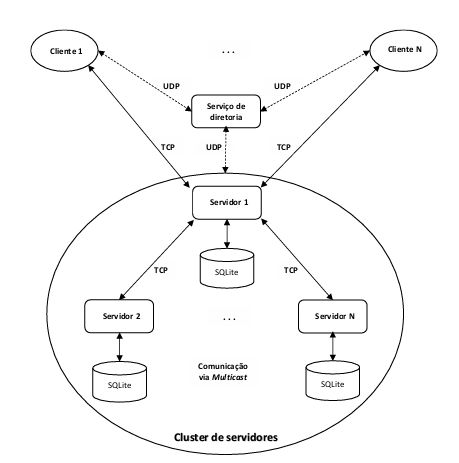 Cliente 1
. . .
Cliente N
UDP
UDP
Serviço de
diretoria
TCP
UDP
TCP
Servidor 1
SQLite
TCP
TCP
Servidor 2
. . .
Servidor N
Comunicação
via Multicast
SQLite
SQLite
Cluster de servidores